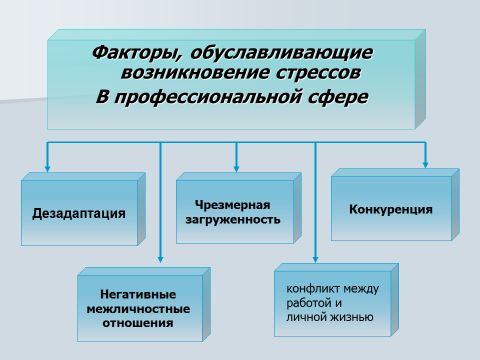 Факторы, обуславливающие
возникновение стрессов
В профессиональной сфере
Дезадаптация
Чрезмерная
загруженность
Конкуренция
Негативные
межличностные
отношения
конфликт между
работой и
личной жизнью